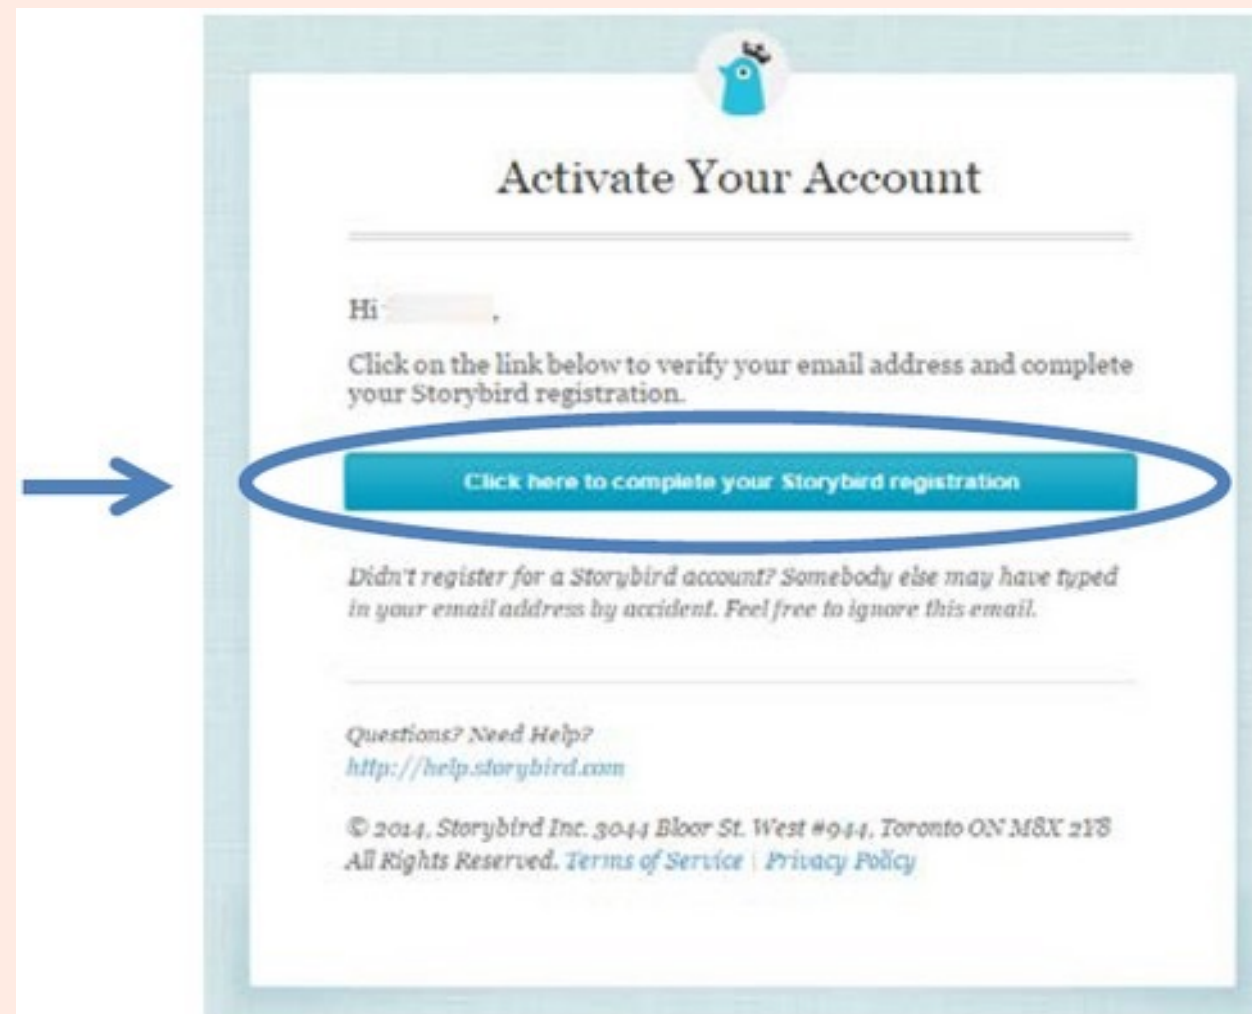 Activate Your Account
Hi ,
Click on the link below to verify your email address and complete
your Storybird registration.
Click here to complete your Storybird registration
Didn't register for a Storybird account? Somebody else may have typed
in your email address by accident. Feel free to ignore this email.
Questions? Need Help?
http://help.storybird.com
© 2014, Storybird Inc. 3044 Bloor St. West #944, Toronto ON M8X 2Y8
All Rights Reserved. Terms of Service | Privacy Policy